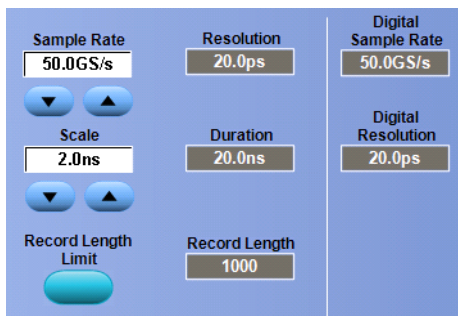 Sample Rate
50.0GS/s
Resolution
20.0ps
Digital
Sample Rate
50.0GS/s
Scale
2.0ns
Duration
20.0ns
Digital
Resolution
20.0ps
Record Length
Limit
Record Length
1000